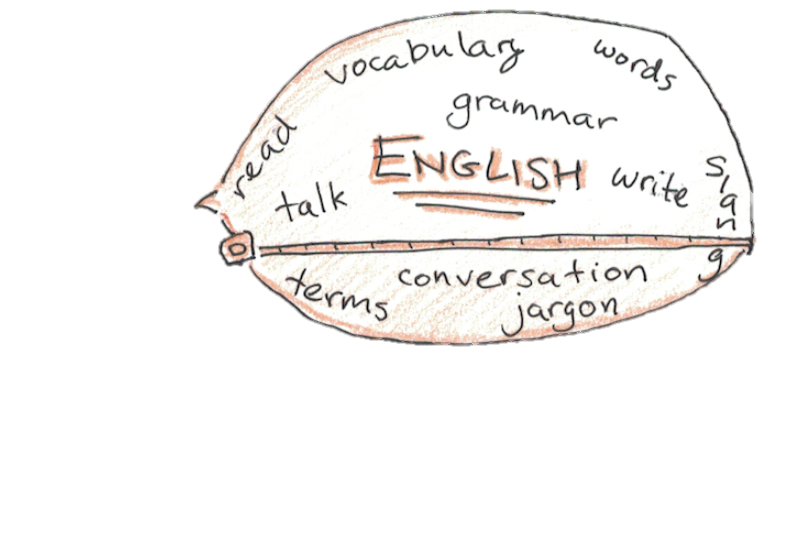 vocabulary
words
grammar
read
ENGLISH
write
slang
talk
conversation
terms
jargon